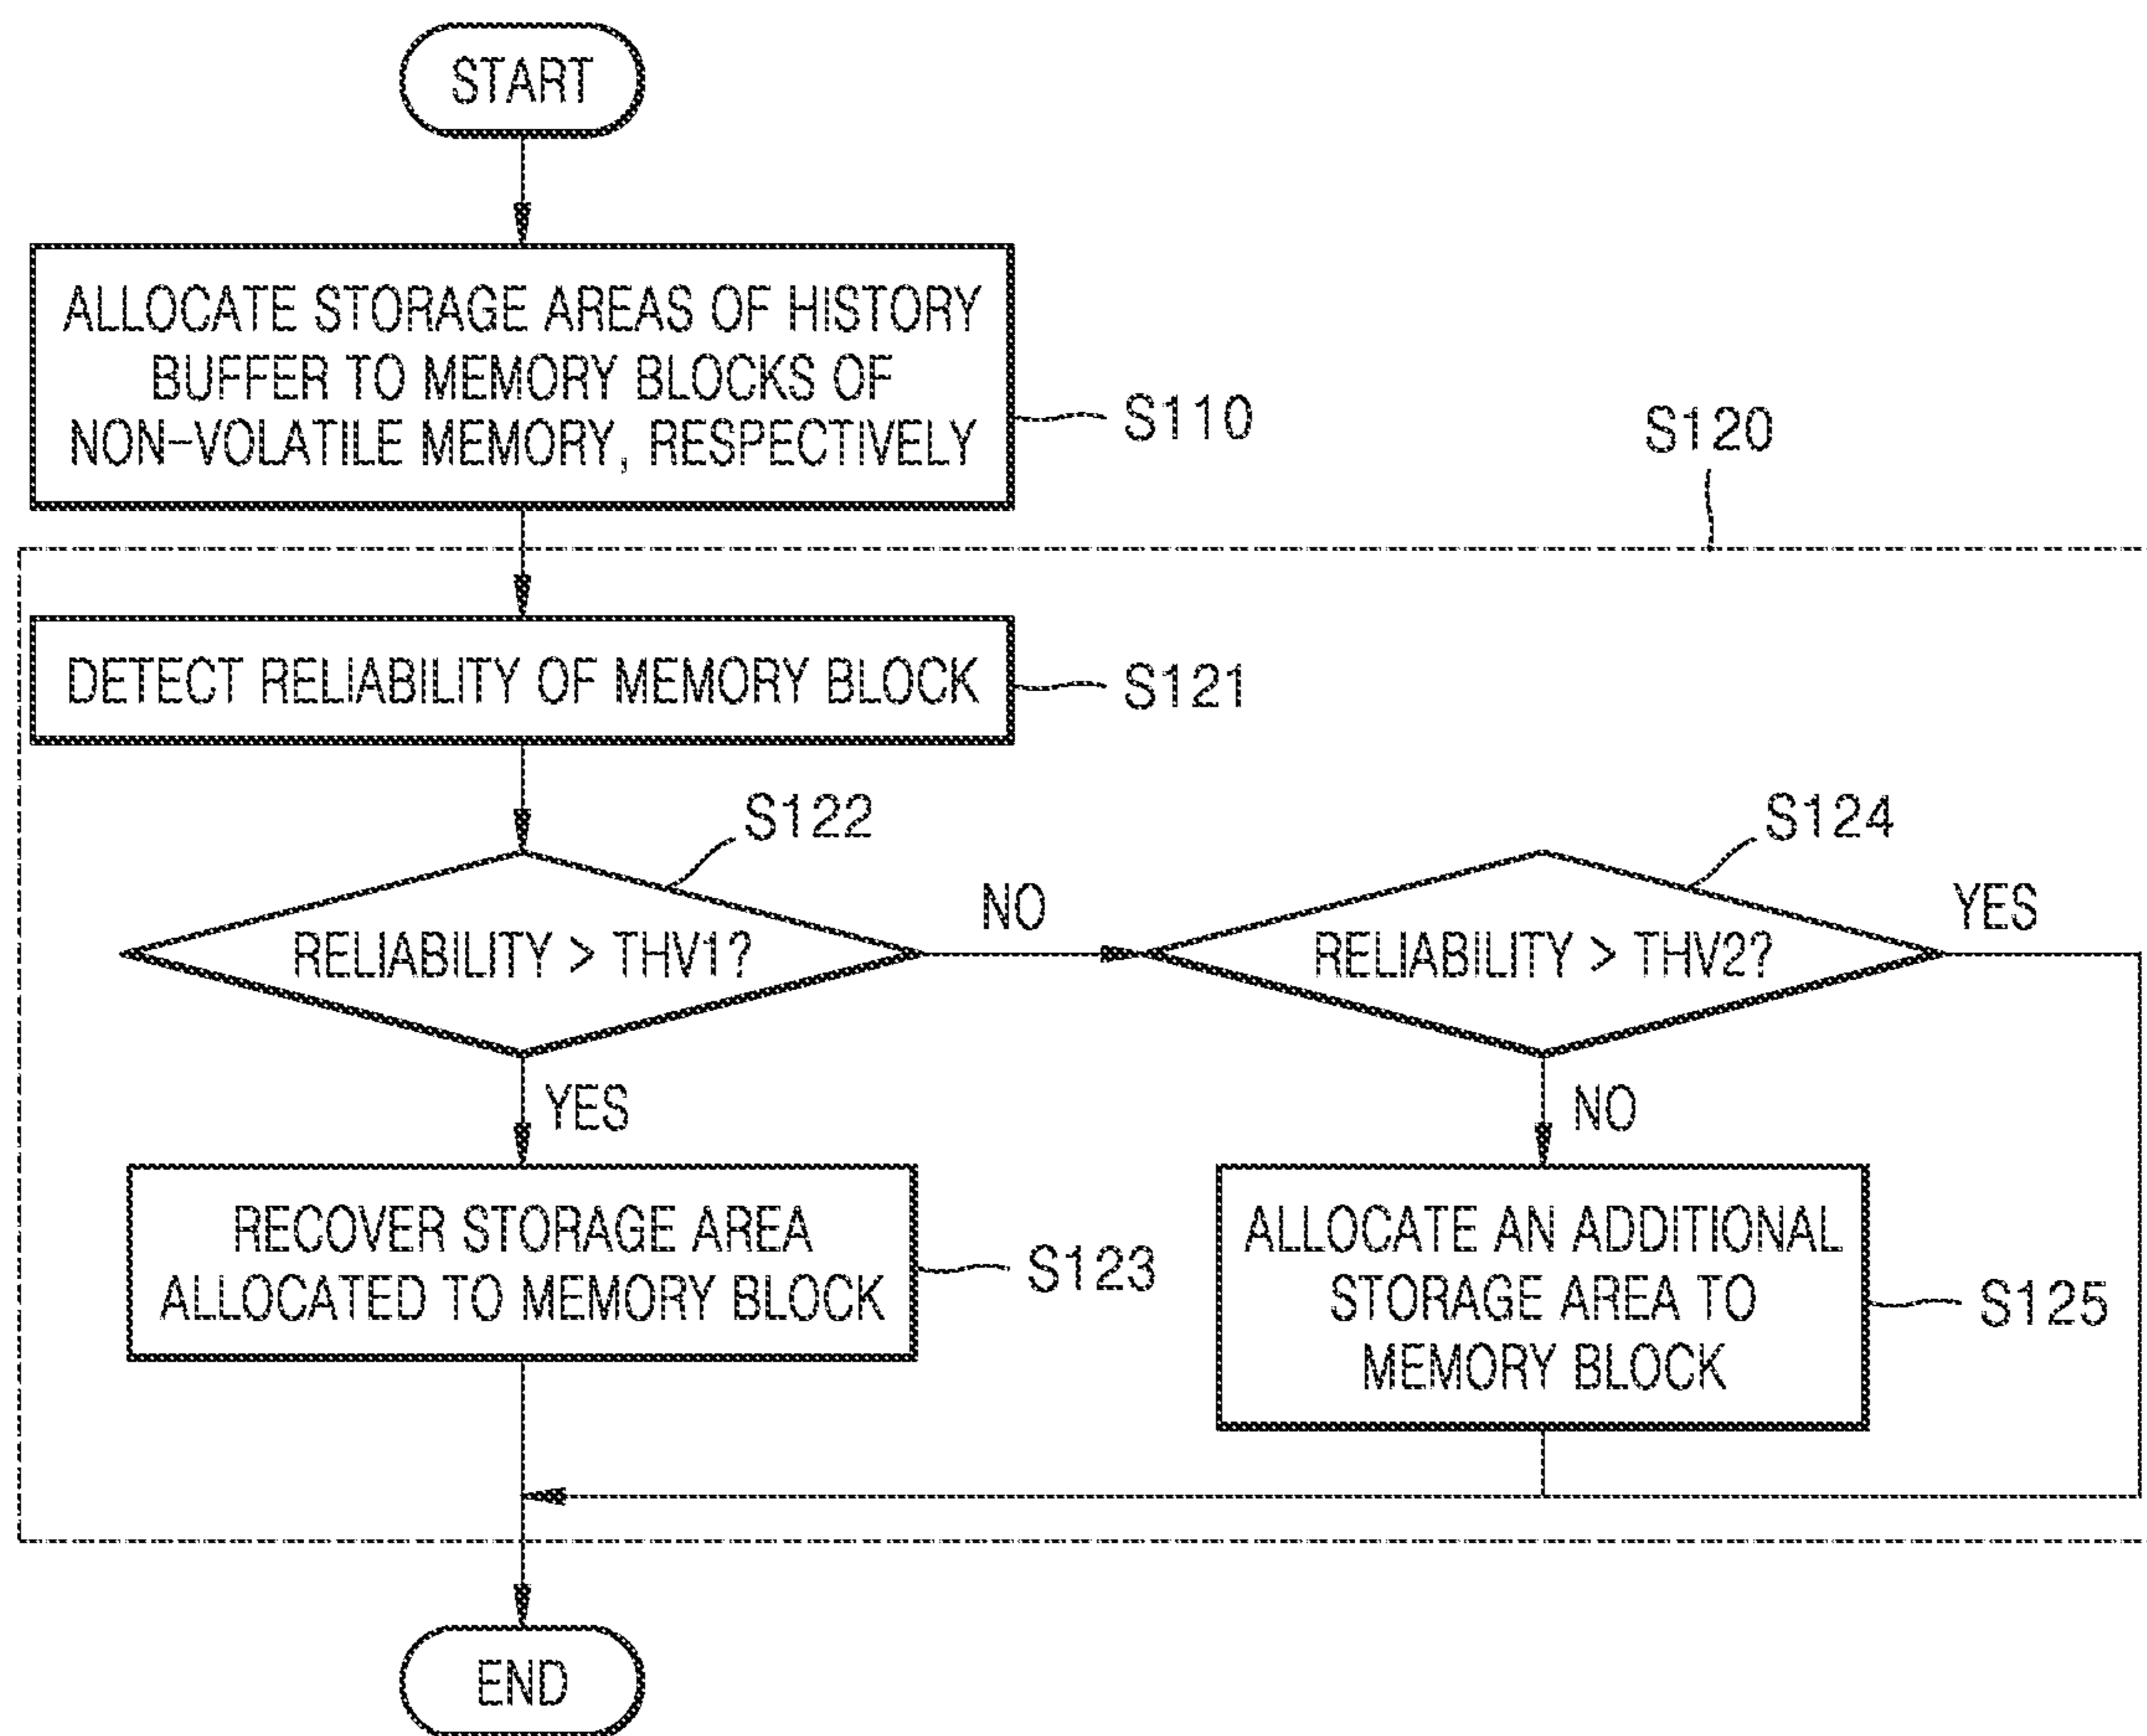 START
ALLOCATE STORAGE AREAS OF HISTORY
BUFFER TO MEMORY BLOCKS OF
NON-VOLATILE MEMORY, RESPECTIVELY
S110
S120
DETECT RELIABILITY OF MEMORY BLOCK
S121
S122
S124
RELIABILITY > THV1?
NO
RELIABILITY > THV2?
YES
YES
NO
RECOVER STORAGE AREA
ALLOCATED TO MEMORY BLOCK
S123
ALLOCATE AN ADDITIONAL
STORAGE AREA TO
MEMORY BLOCK
S125
END